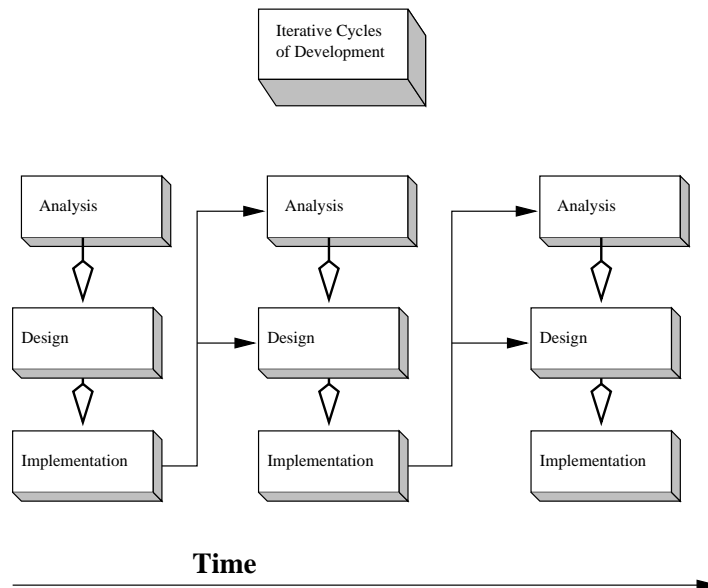 Iterative Cycles
of Development
Analysis
Analysis
Analysis
Design
Design
Design
Implementation
Implementation
Implementation
Time